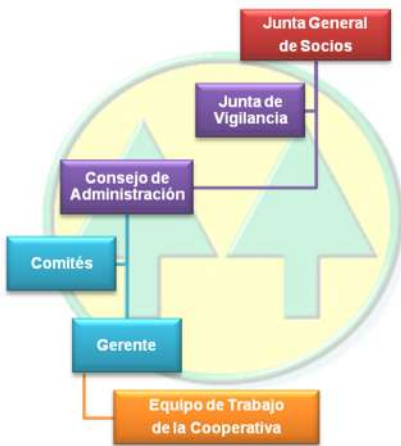 Junta General
de Socios
Junta de
Vigilancia
Consejo de
Administración
Comités
Gerente
Equipo de Trabajo
de la Cooperativa